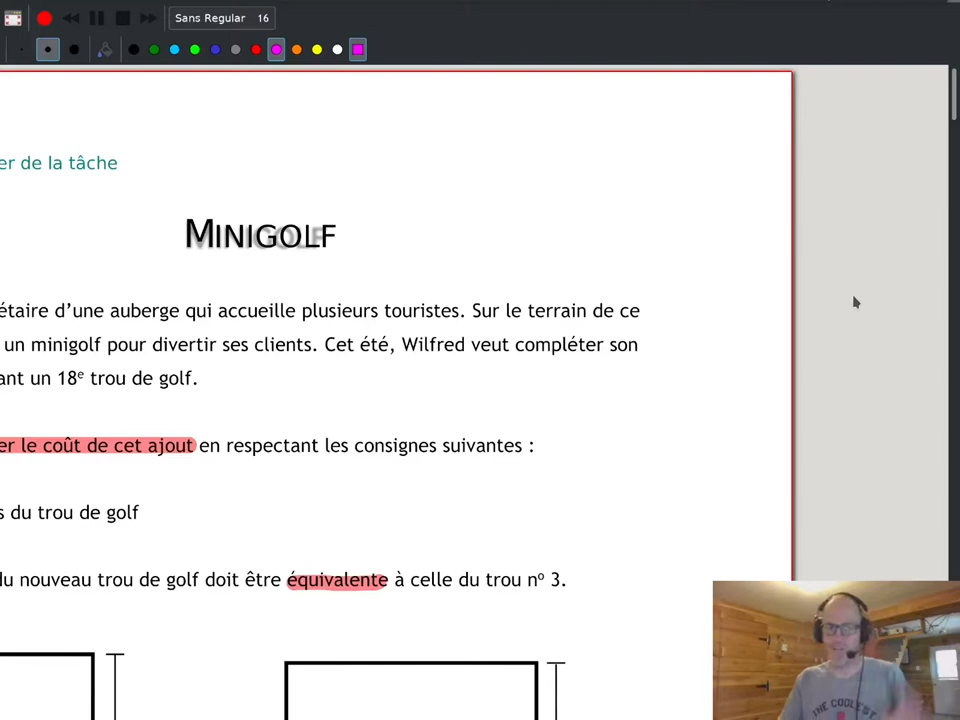 Sans Regular 16
er de la tâche
MINIGOLF
étaire d'une auberge qui accueille plusieurs touristes. Sur le terrain de ce
un minigolf pour divertir ses clients. Cet été, Wilfred veut compléter son
ant un 18e trou de golf.
er le coût de cet ajout en respectant les consignes suivantes :
s du trou de golf
du nouveau trou de golf doit être équivalente à celle du trou nº 3.
THE COOLEST